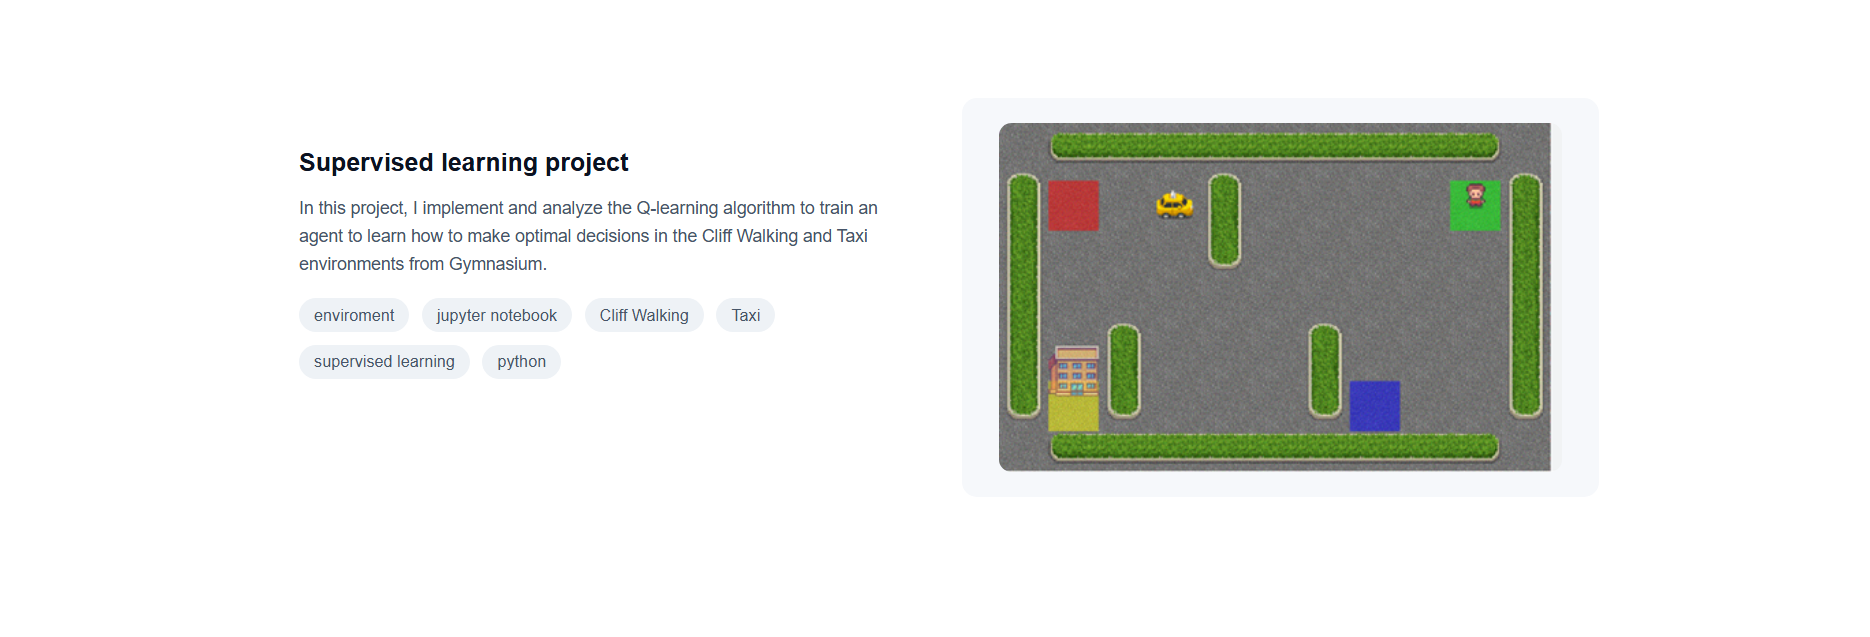 Supervised learning project
In this project, I implement and analyze the Q-learning algorithm to train an
agent to learn how to make optimal decisions in the Cliff Walking and Taxi
environments from Gymnasium.
enviroment jupyter notebook Cliff Walking Taxi
supervised learning python